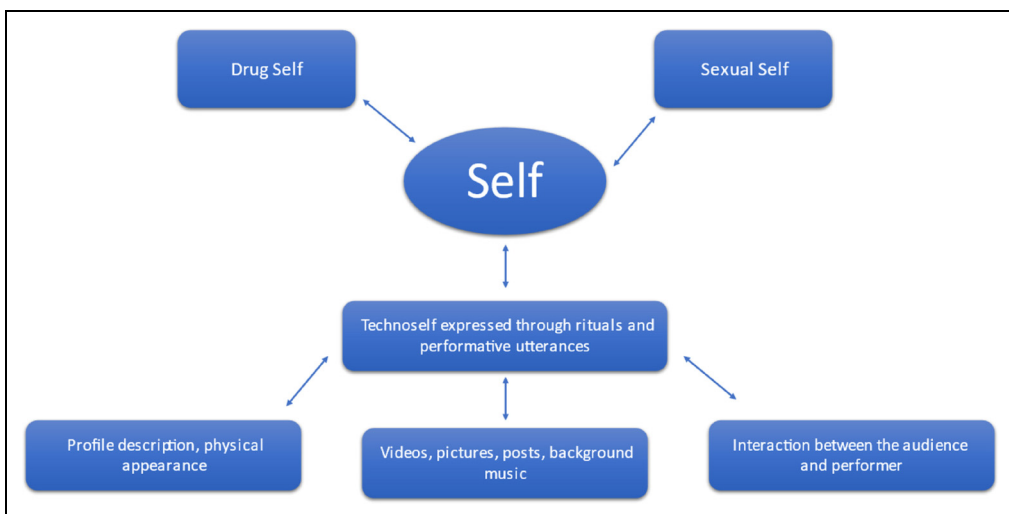 Drug Self
Sexual Self
Self
Technoself expressed through rituals and
performative utterances
Profile description, physical
appearance
Videos, pictures, posts, background
music
Interaction between the audience
and performer